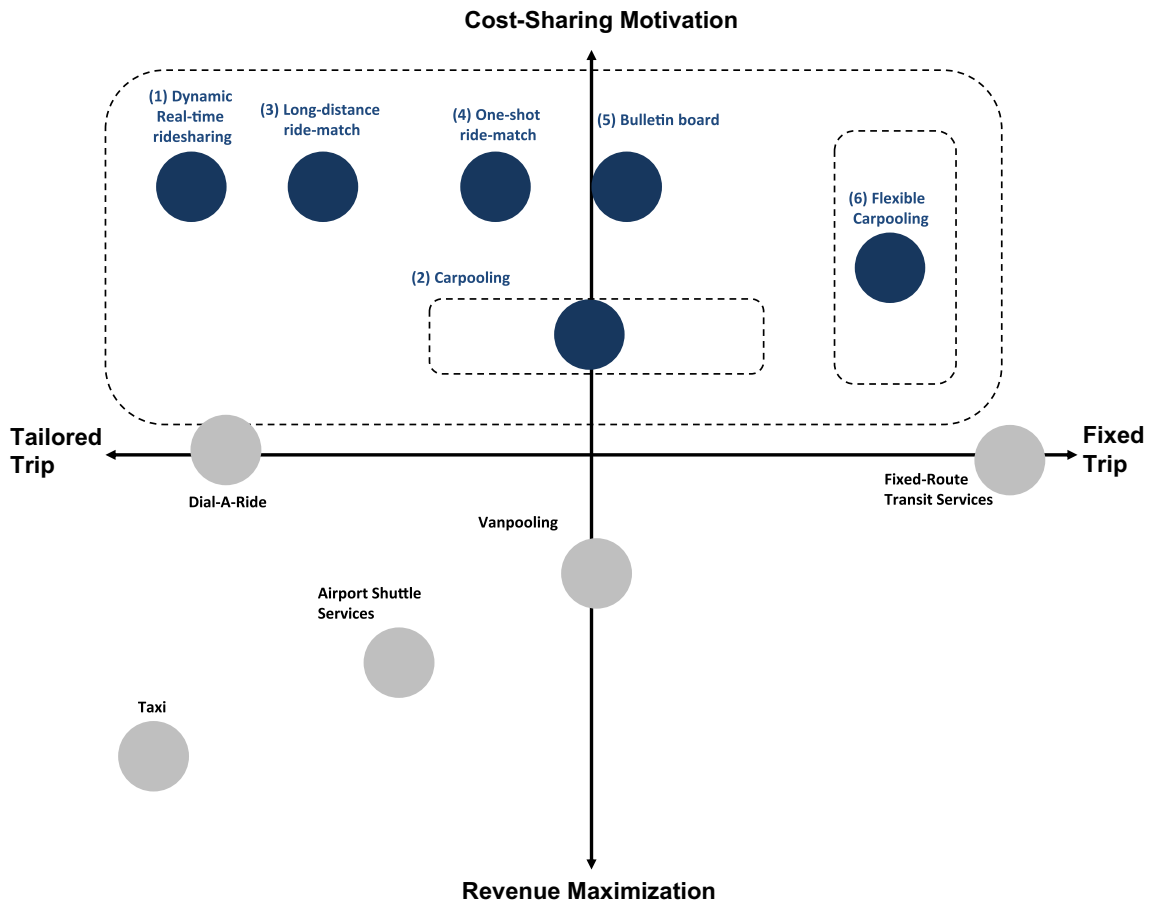 Cost-Sharing Motivation
(1) Dynamic
Real-time
ridesharing
(3) Long-distance
ride-match
(4) One-shot
ride-match
(5) Bulletin board
(6) Flexible
Carpooling
(2) Carpooling
Tailored
Trip
Fixed
Trip
Dial-A-Ride
Fixed-Route
Transit Services
Vanpooling
Airport Shuttle
Services
Taxi
Revenue Maximization